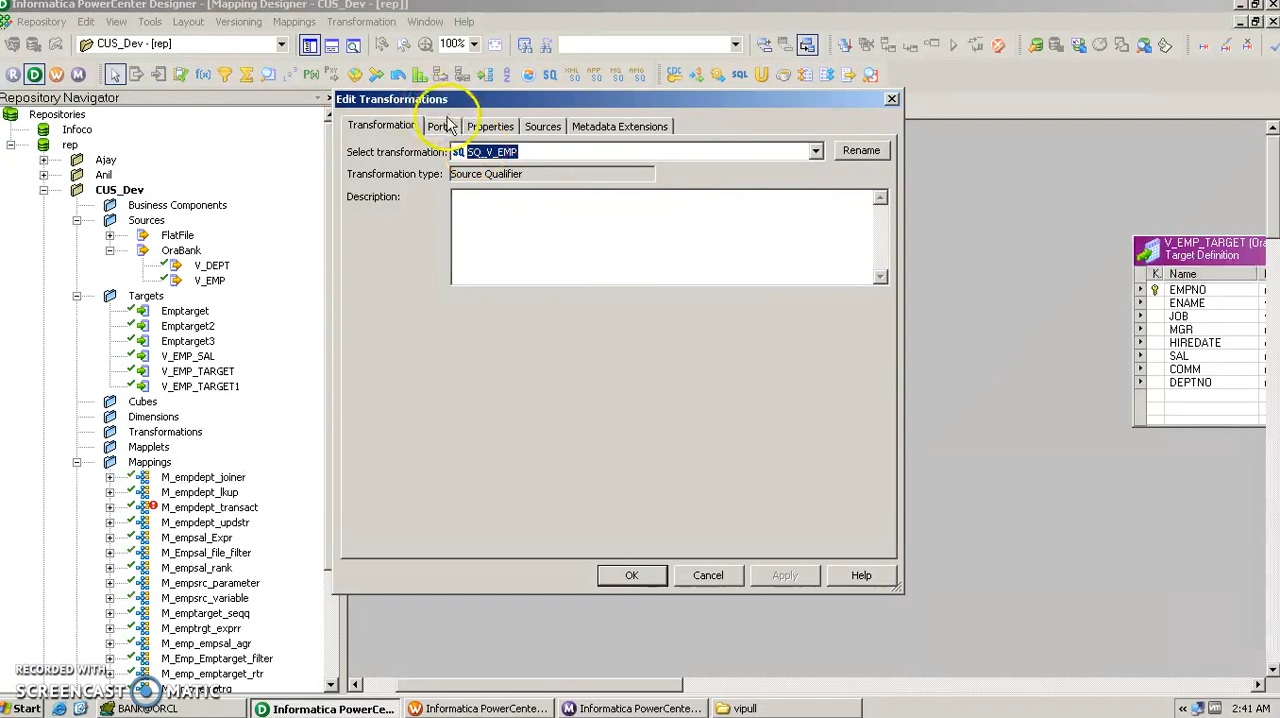 Informatica PowerCenter Designer - [Mapping Designer - CUS_Dev - [rep]]
Repository Edit View Tools Layout Versioning Mappings Transformation Window Help
CUS_Dev - [rep]
100%
Repository Navigator
Repositories
Infoco
rep
Ajay
Anil
CUS_Dev
Business Components
Sources
FlatFile
OraBank
V_DEPT
V_EMP
Targets
Emptarget
Emptarget2
Emptarget3
V_EMP_SAL
V_EMP_TARGET
V_EMP_TARGET1
Cubes
Dimensions
Transformations
Mapplets
Mappings
M_empdept_joiner
M_empdept_lkup
M_empdept_transact
M_empdept_updstr
M_empsal_Expr
M_Empsal_file_filter
M_empsal_rank
M_empsrc_parameter
M_empsrc_variable
M_emptarget_seqq
M_emptrgt_exprr
M_emp_empsal_agr
M_Emp_Emptarget_filter
M_emp_emptarget_rtr
Edit Transformations
Transformation Ports Properties Sources Metadata Extensions
Select transformation: SQ SQ_V_EMP Rename
Transformation type: Source Qualifier
Description:
OK Cancel Apply Help
V_EMP_TARGET (Ora
Target Definition
K. Name
EMPNO
ENAME
JOB
MGR
HIREDATE
SAL
COMM
DEPTNO
RECORDED WITH
SCREENCAST MATIC
Start BANK@ORCL Informatica PowerCenter... Informatica PowerCente... Informatica PowerCente... vipull 2:41 AM